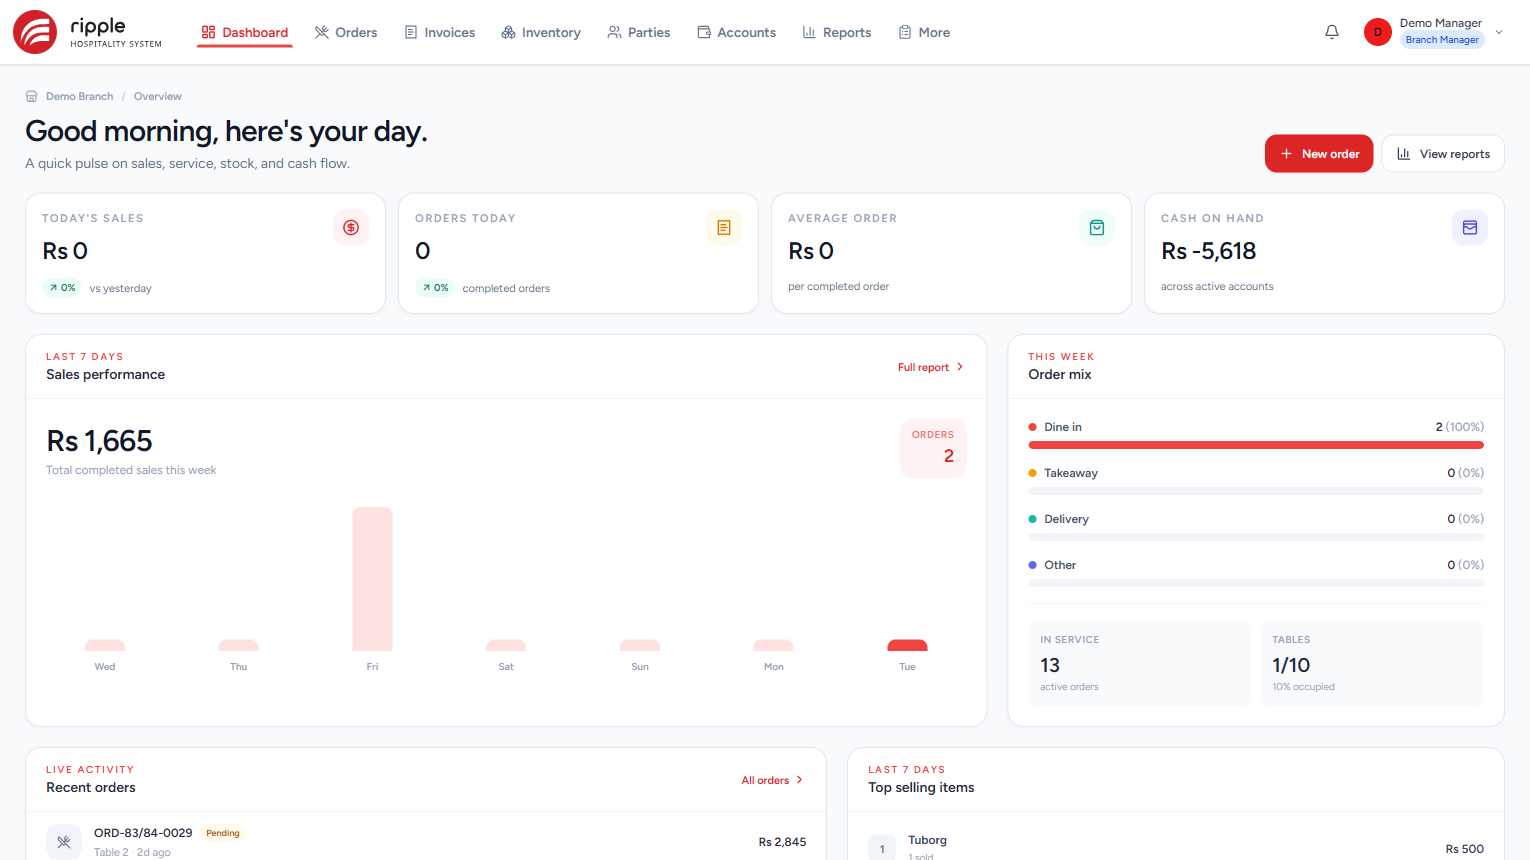 ripple
HOSPITALITY SYSTEM
Dashboard
Orders
Invoices
Inventory
Parties
Accounts
Reports
More
D
Demo Manager
Branch Manager
Demo Branch / Overview
Good morning, here's your day.
A quick pulse on sales, service, stock, and cash flow.
New order
View reports
TODAY'S SALES
Rs 0
0% vs yesterday
ORDERS TODAY
0
0% completed orders
AVERAGE ORDER
Rs 0
per completed order
CASH ON HAND
Rs -5,618
across active accounts
LAST 7 DAYS
Sales performance
Full report
Rs 1,665
Total completed sales this week
ORDERS
2
Wed Thu Fri Sat Sun Mon Tue
THIS WEEK
Order mix
Dine in 2 (100%)
Takeaway 0 (0%)
Delivery 0 (0%)
Other 0 (0%)
IN SERVICE
13
active orders
TABLES
1/10
10% occupied
LIVE ACTIVITY
Recent orders
All orders
ORD-83/84-0029 Pending
Table 2 · 2d ago
Rs 2,845
LAST 7 DAYS
Top selling items
1
Tuborg
1 sold
Rs 500